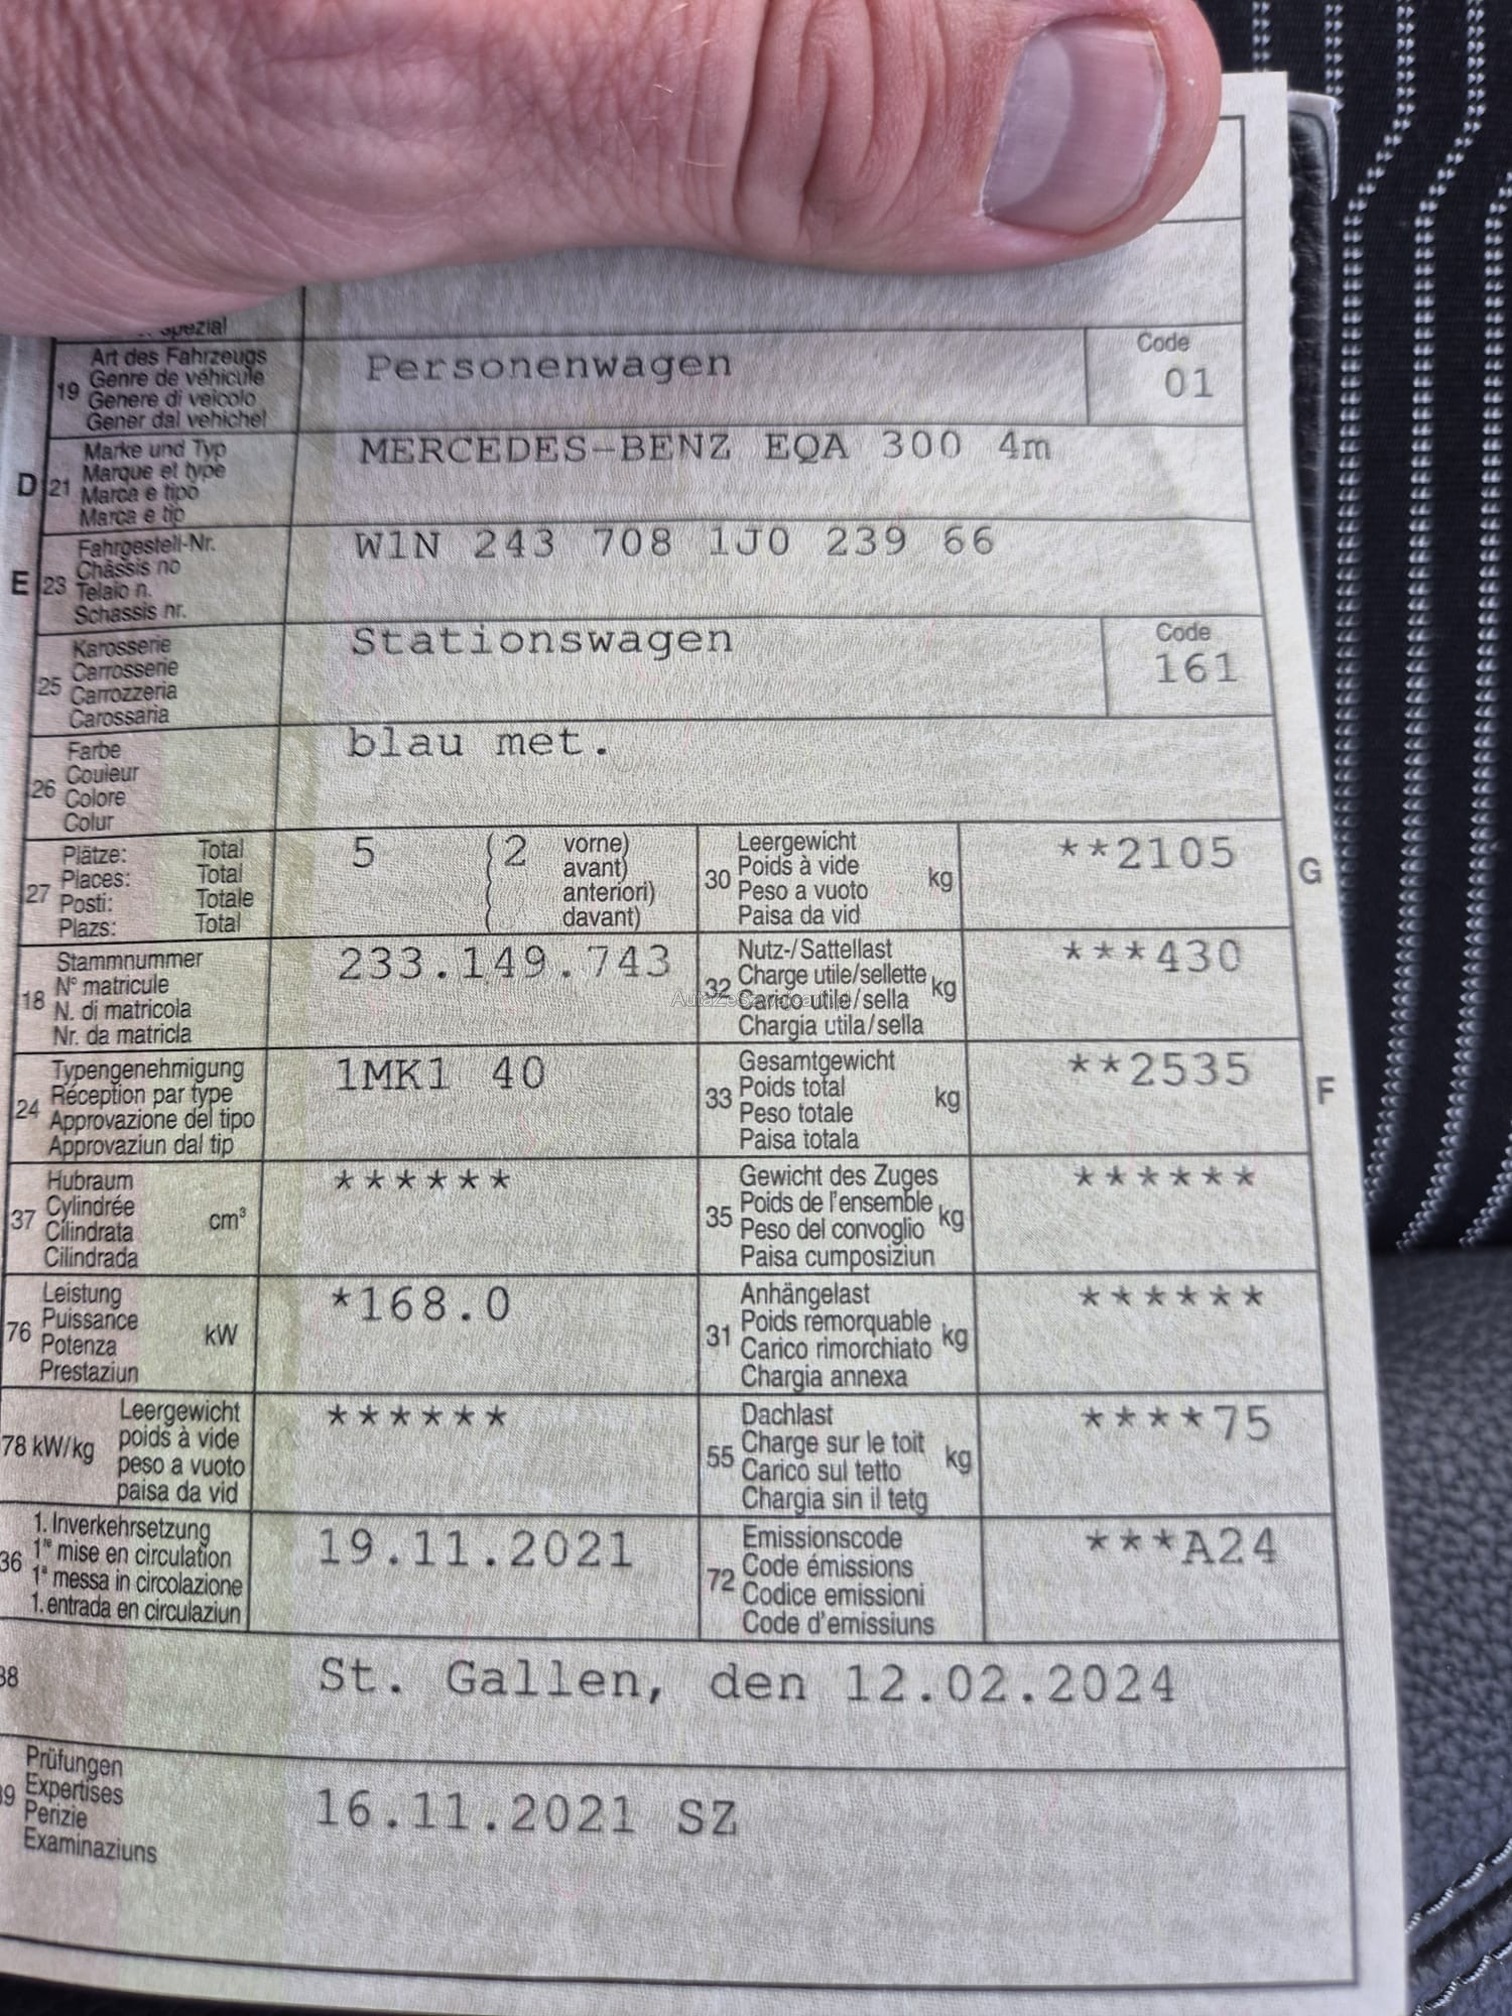 spezial
19 Art des Fahrzeugs
Genre de véhicule
Genere di veicolo
Gener dal vehichel
Personenwagen
Code
01
D 21 Marke und Typ
Marque et type
Marca e tipo
Marca e tip
MERCEDES-BENZ EQA 300 4m
E 23 Fahrgestell-Nr.
Châssis no
Telaio n.
Schassis nr.
W1N 243 708 1J0 239 66
25 Karosserie
Carrosserie
Carrozzeria
Carossaria
Stationswagen
Code
161
26 Farbe
Couleur
Colore
Colur
blau met.
27 Plätze: Total
Places: Total
Posti: Totale
Plazs: Total
5 (2 vorne)
( avant)
( anteriori)
( davant)
30 Leergewicht
Poids à vide kg
Peso a vuoto
Paisa da vid
**2105
G
18 Stammnummer
N° matricule
N. di matricola
Nr. da matricla
233.149.743
32 Nutz-/Sattellast
Charge utile/sellette kg
Carico utile/sella
Chargia utila/sella
***430
24 Typengenehmigung
Réception par type
Approvazione del tipo
Approvaziun dal tip
1MK1 40
33 Gesamtgewicht
Poids total kg
Peso totale
Paisa totala
**2535
F
37 Hubraum
Cylindrée cm³
Cilindrata
Cilindrada
******
35 Gewicht des Zuges
Poids de l'ensemble kg
Peso del convoglio
Paisa cumposiziun
******
76 Leistung
Puissance kW
Potenza
Prestaziun
*168.0
31 Anhängelast
Poids remorquable kg
Carico rimorchiato
Chargia annexa
******
78 kW/kg Leergewicht
poids à vide
peso a vuoto
paisa da vid
******
55 Dachlast
Charge sur le toit kg
Carico sul tetto
Chargia sin il tetg
****75
36 1. Inverkehrsetzung
1re mise en circulation
1a messa in circolazione
1. entrada en circulaziun
19.11.2021
72 Emissionscode
Code émissions
Codice emissioni
Code d'emissiuns
***A24
38 St. Gallen, den 12.02.2024
39 Prüfungen
Expertises
Perizie
Examinaziuns
16.11.2021 SZ